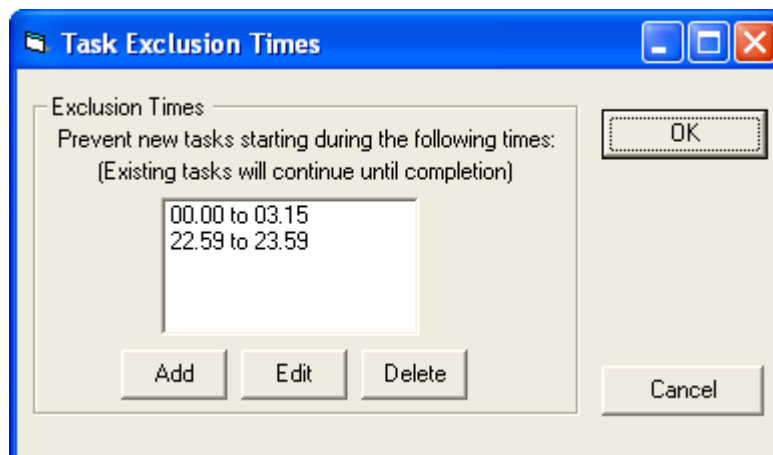 Task Exclusion Times
Exclusion Times
Prevent new tasks starting during the following times:
(Existing tasks will continue until completion)
00.00 to 03.15
22.59 to 23.59
Add Edit Delete
OK
Cancel